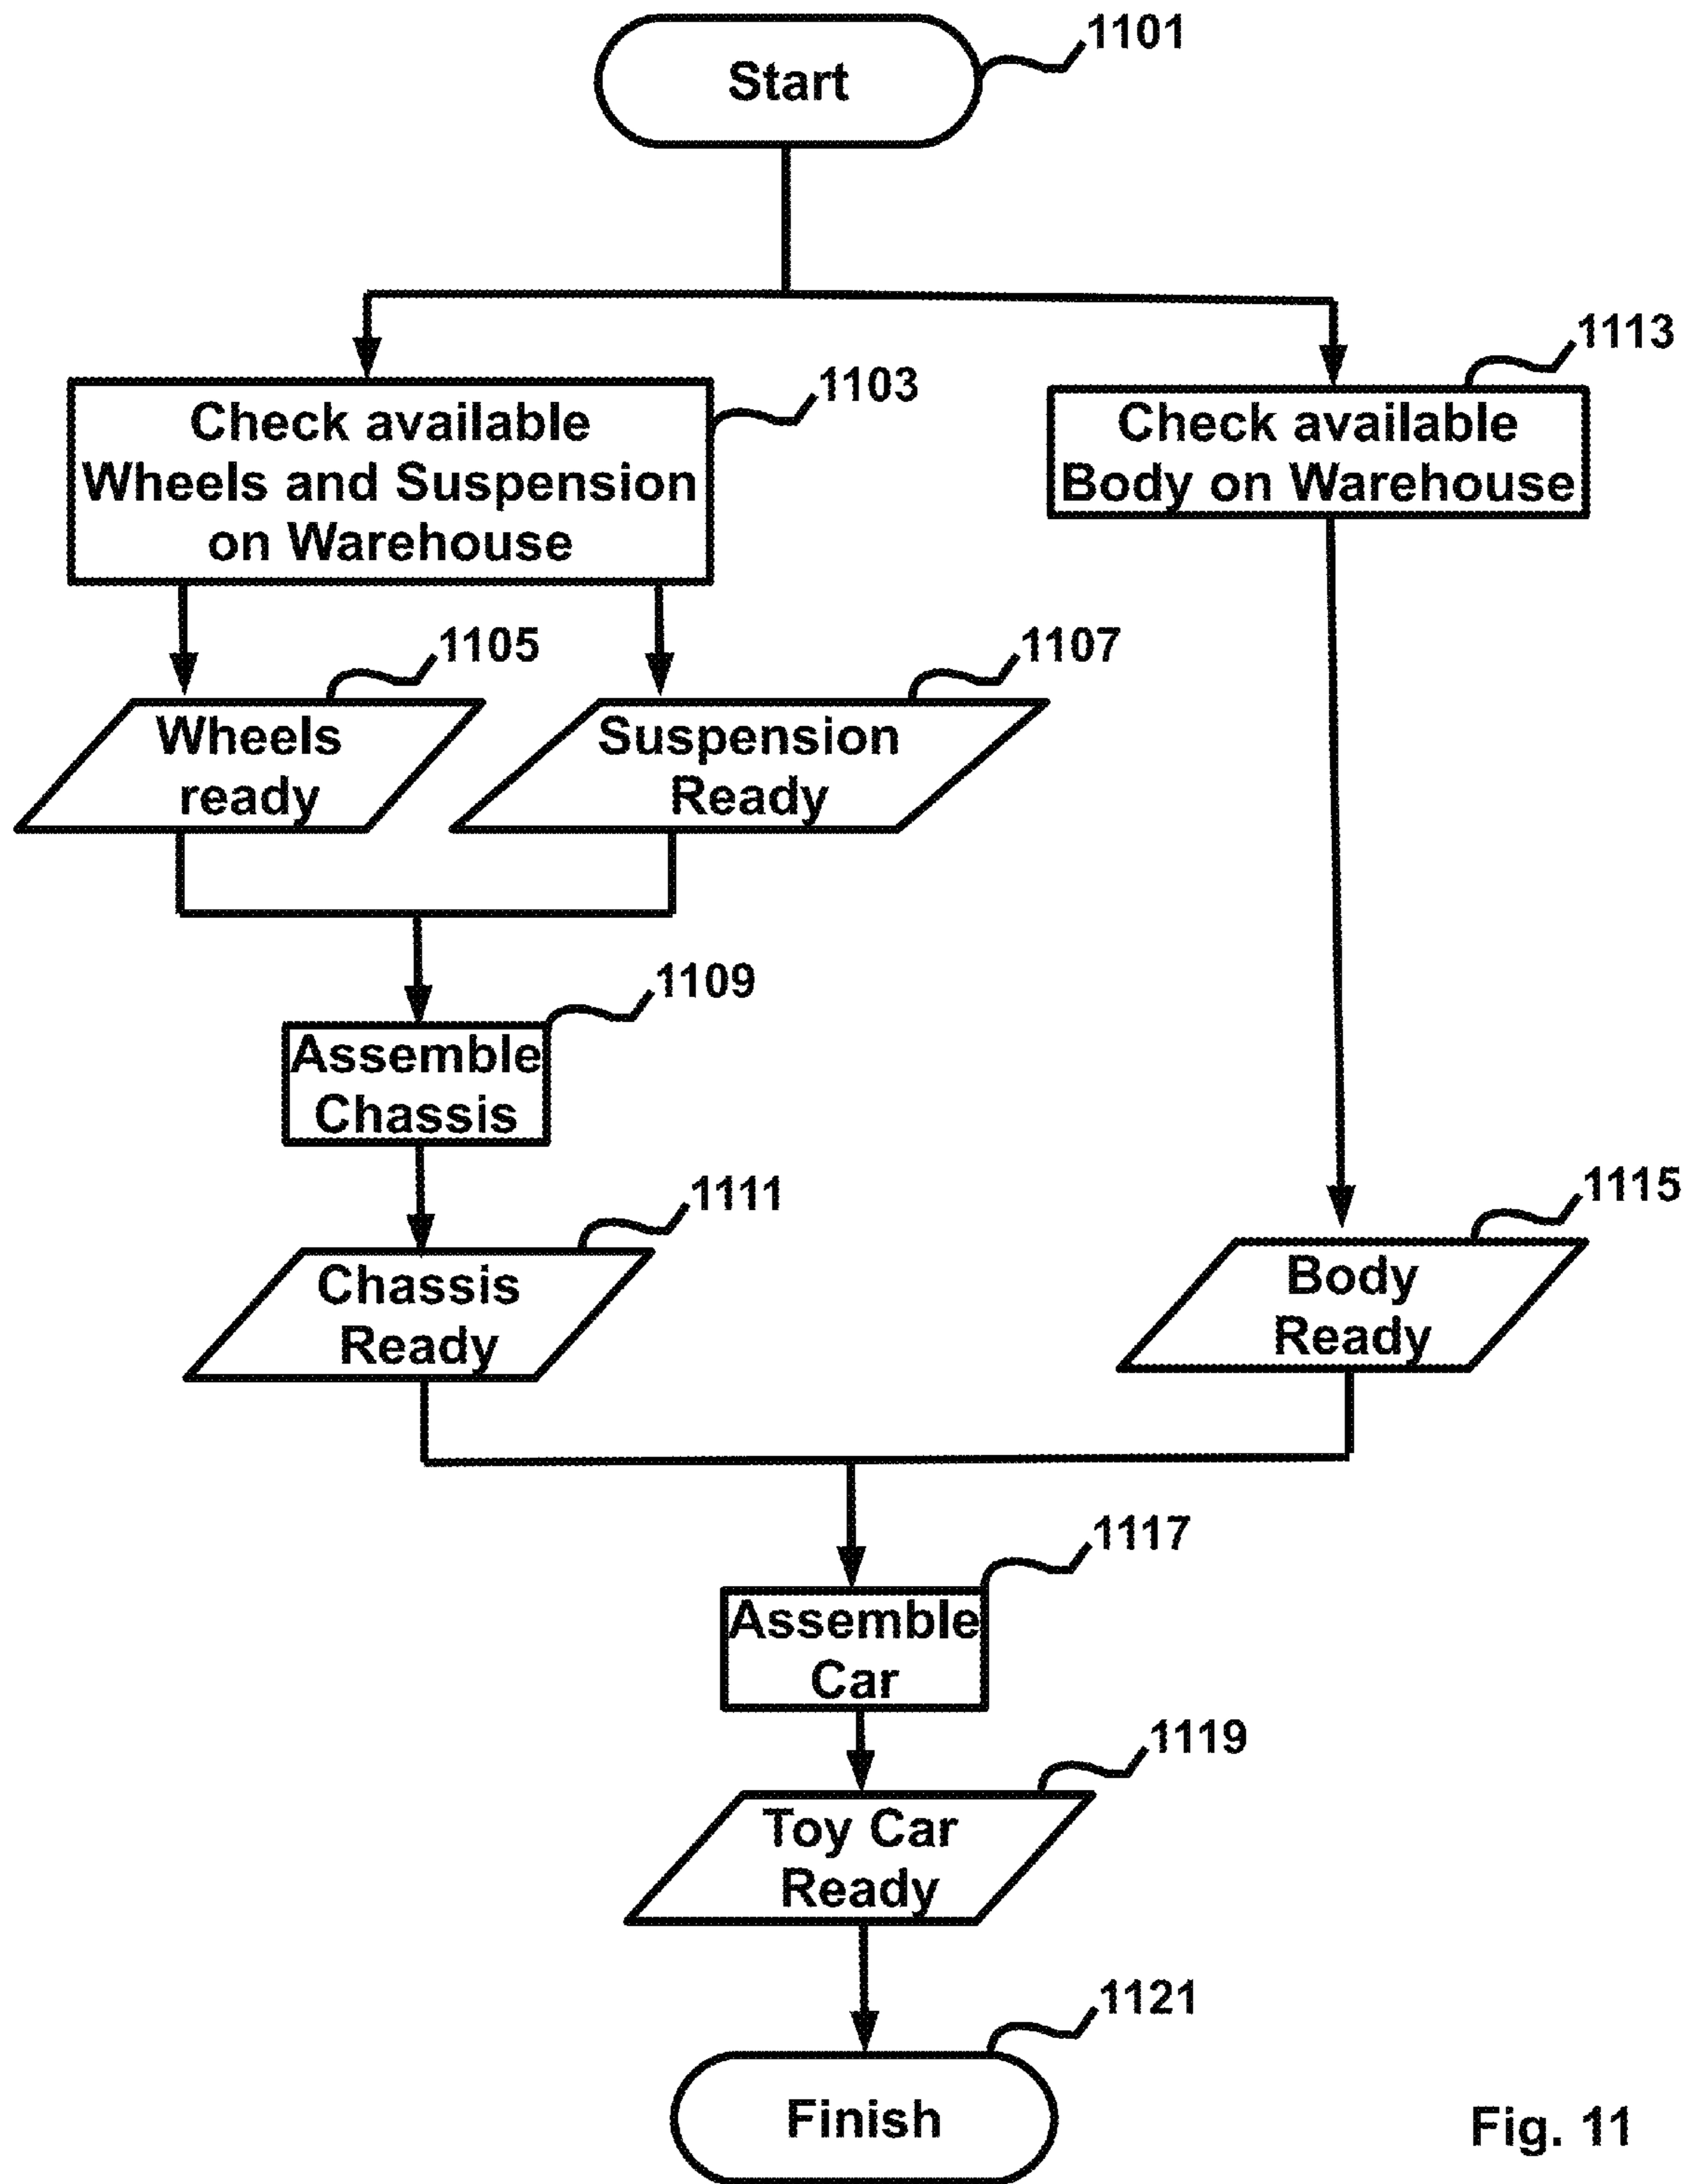 1101
Start
1113
1103
Check available
Wheels and Suspension
on Warehouse
Check available
Body on Warehouse
1105
1107
Wheels
ready
Suspension
Ready
1109
Assemble
Chassis
1111
1115
Chassis
Ready
Body
Ready
1117
Assemble
Car
1119
Toy Car
Ready
1121
Finish
Fig. 11